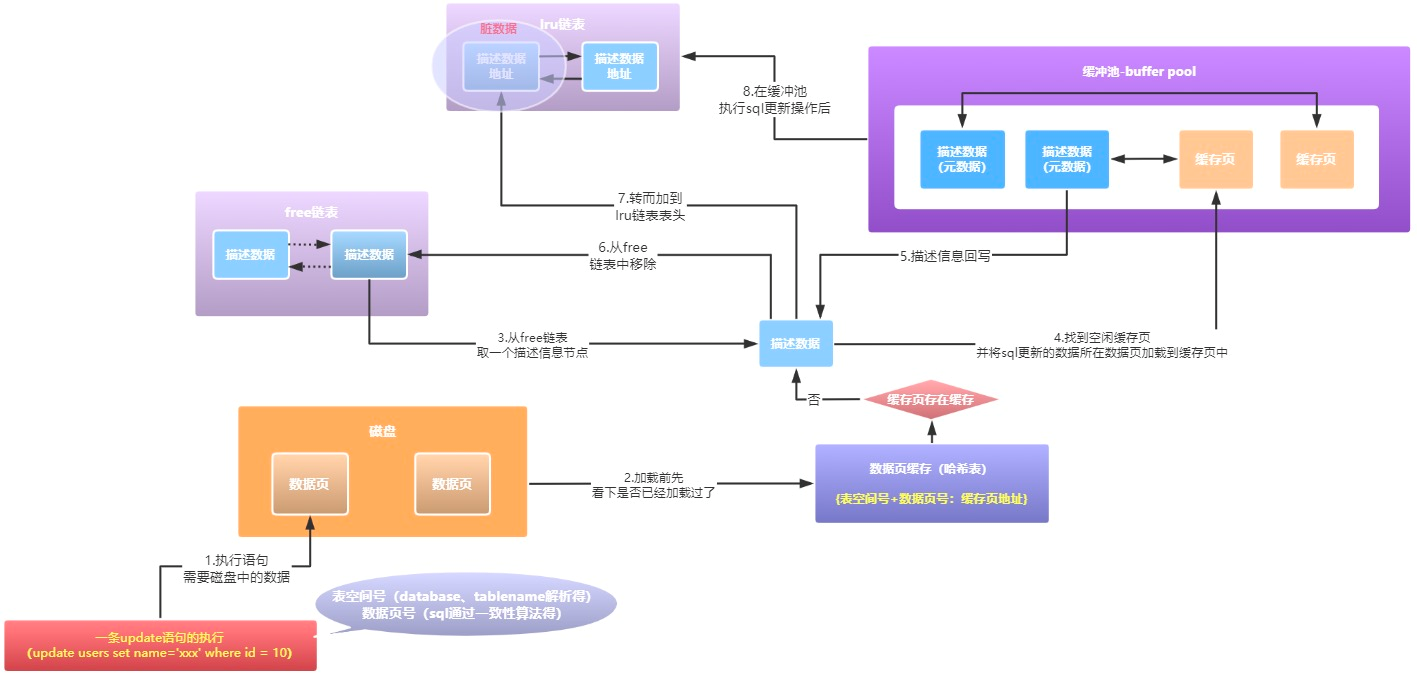 脏数据
lru链表
描述数据
地址
描述数据
地址
缓冲池-buffer pool
描述数据
(元数据)
描述数据
(元数据)
缓存页
缓存页
8.在缓冲池
执行sql更新操作后
7.转而加到
lru链表表头
free链表
描述数据
描述数据
6.从free
链表中移除
5.描述信息回写
3.从free链表
取一个描述信息节点
描述数据
4.找到空闲缓存页
并将sql更新的数据所在数据页加载到缓存页中
否
缓存页存在缓存
磁盘
数据页
数据页
2.加载前先
看下是否已经加载过了
数据页缓存（哈希表）
{表空间号+数据页号：缓存页地址}
1.执行语句
需要磁盘中的数据
表空间号（database、tablename解析得）
数据页号（sql通过一致性算法得）
一条update语句的执行
(update users set name='xxx' where id = 10)